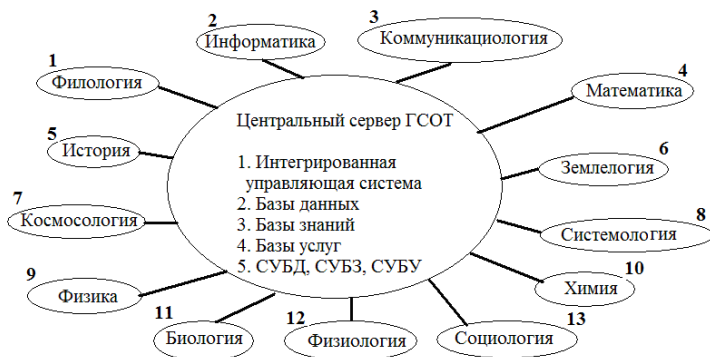 1
Филология
2
Информатика
3
Коммуникациология
4
Математика
5
История
6
Землелогия
7
Космосология
8
Системология
9
Физика
10
Химия
11
Биология
12
Физиология
13
Социология
Центральный сервер ГСОТ
1. Интегрированная
управляющая система
2. Базы данных
3. Базы знаний
4. Базы услуг
5. СУБД, СУБЗ, СУБУ